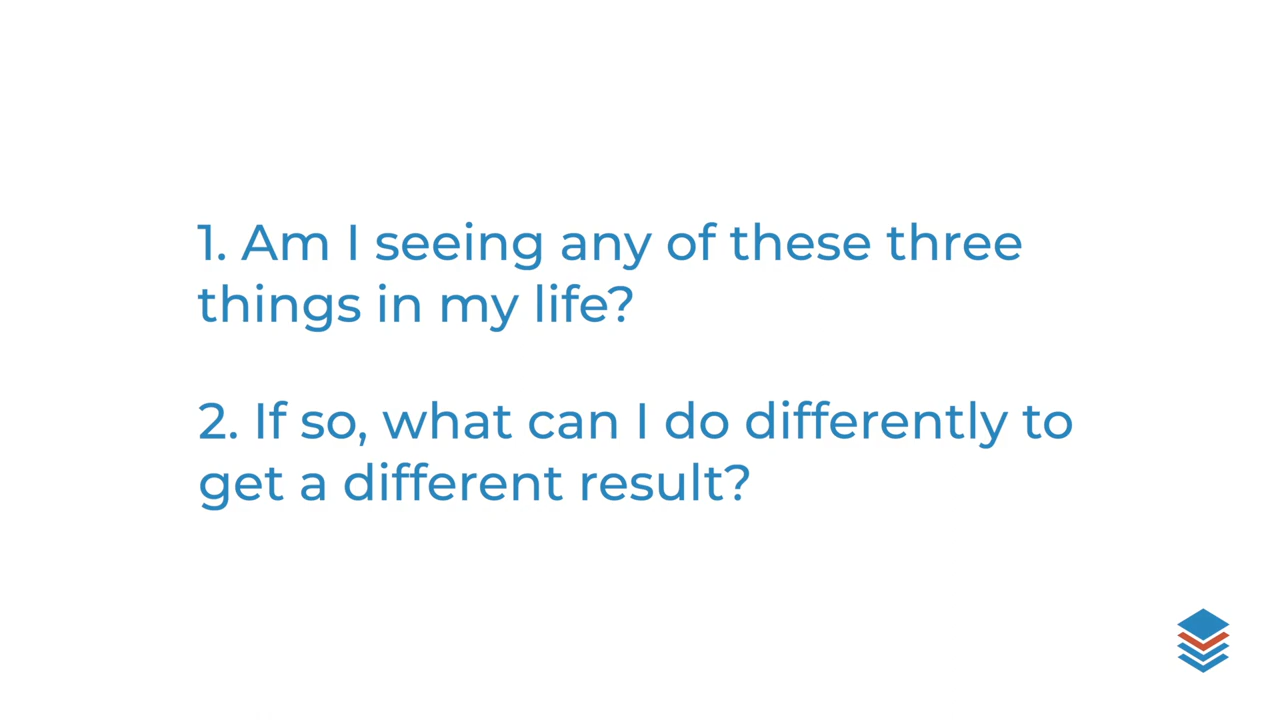 1. Am I seeing any of these three
things in my life?
2. If so, what can I do differently to
get a different result?